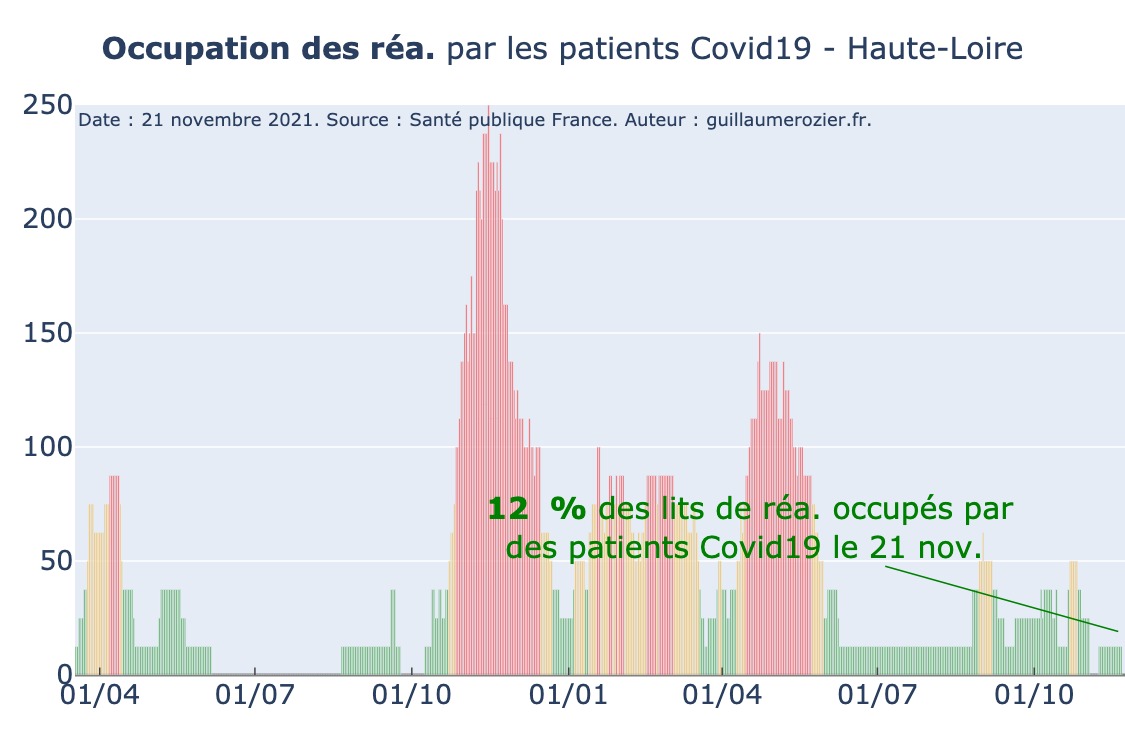 Occupation des réa. par les patients Covid19 - Haute-Loire
250
Date : 21 novembre 2021. Source : Santé publique France. Auteur : guillaumerozier.fr.
200
150
100
12 % des lits de réa. occupés par
des patients Covid19 le 21 nov.
50
0
01/04 01/07 01/10 01/01 01/04 01/07 01/10